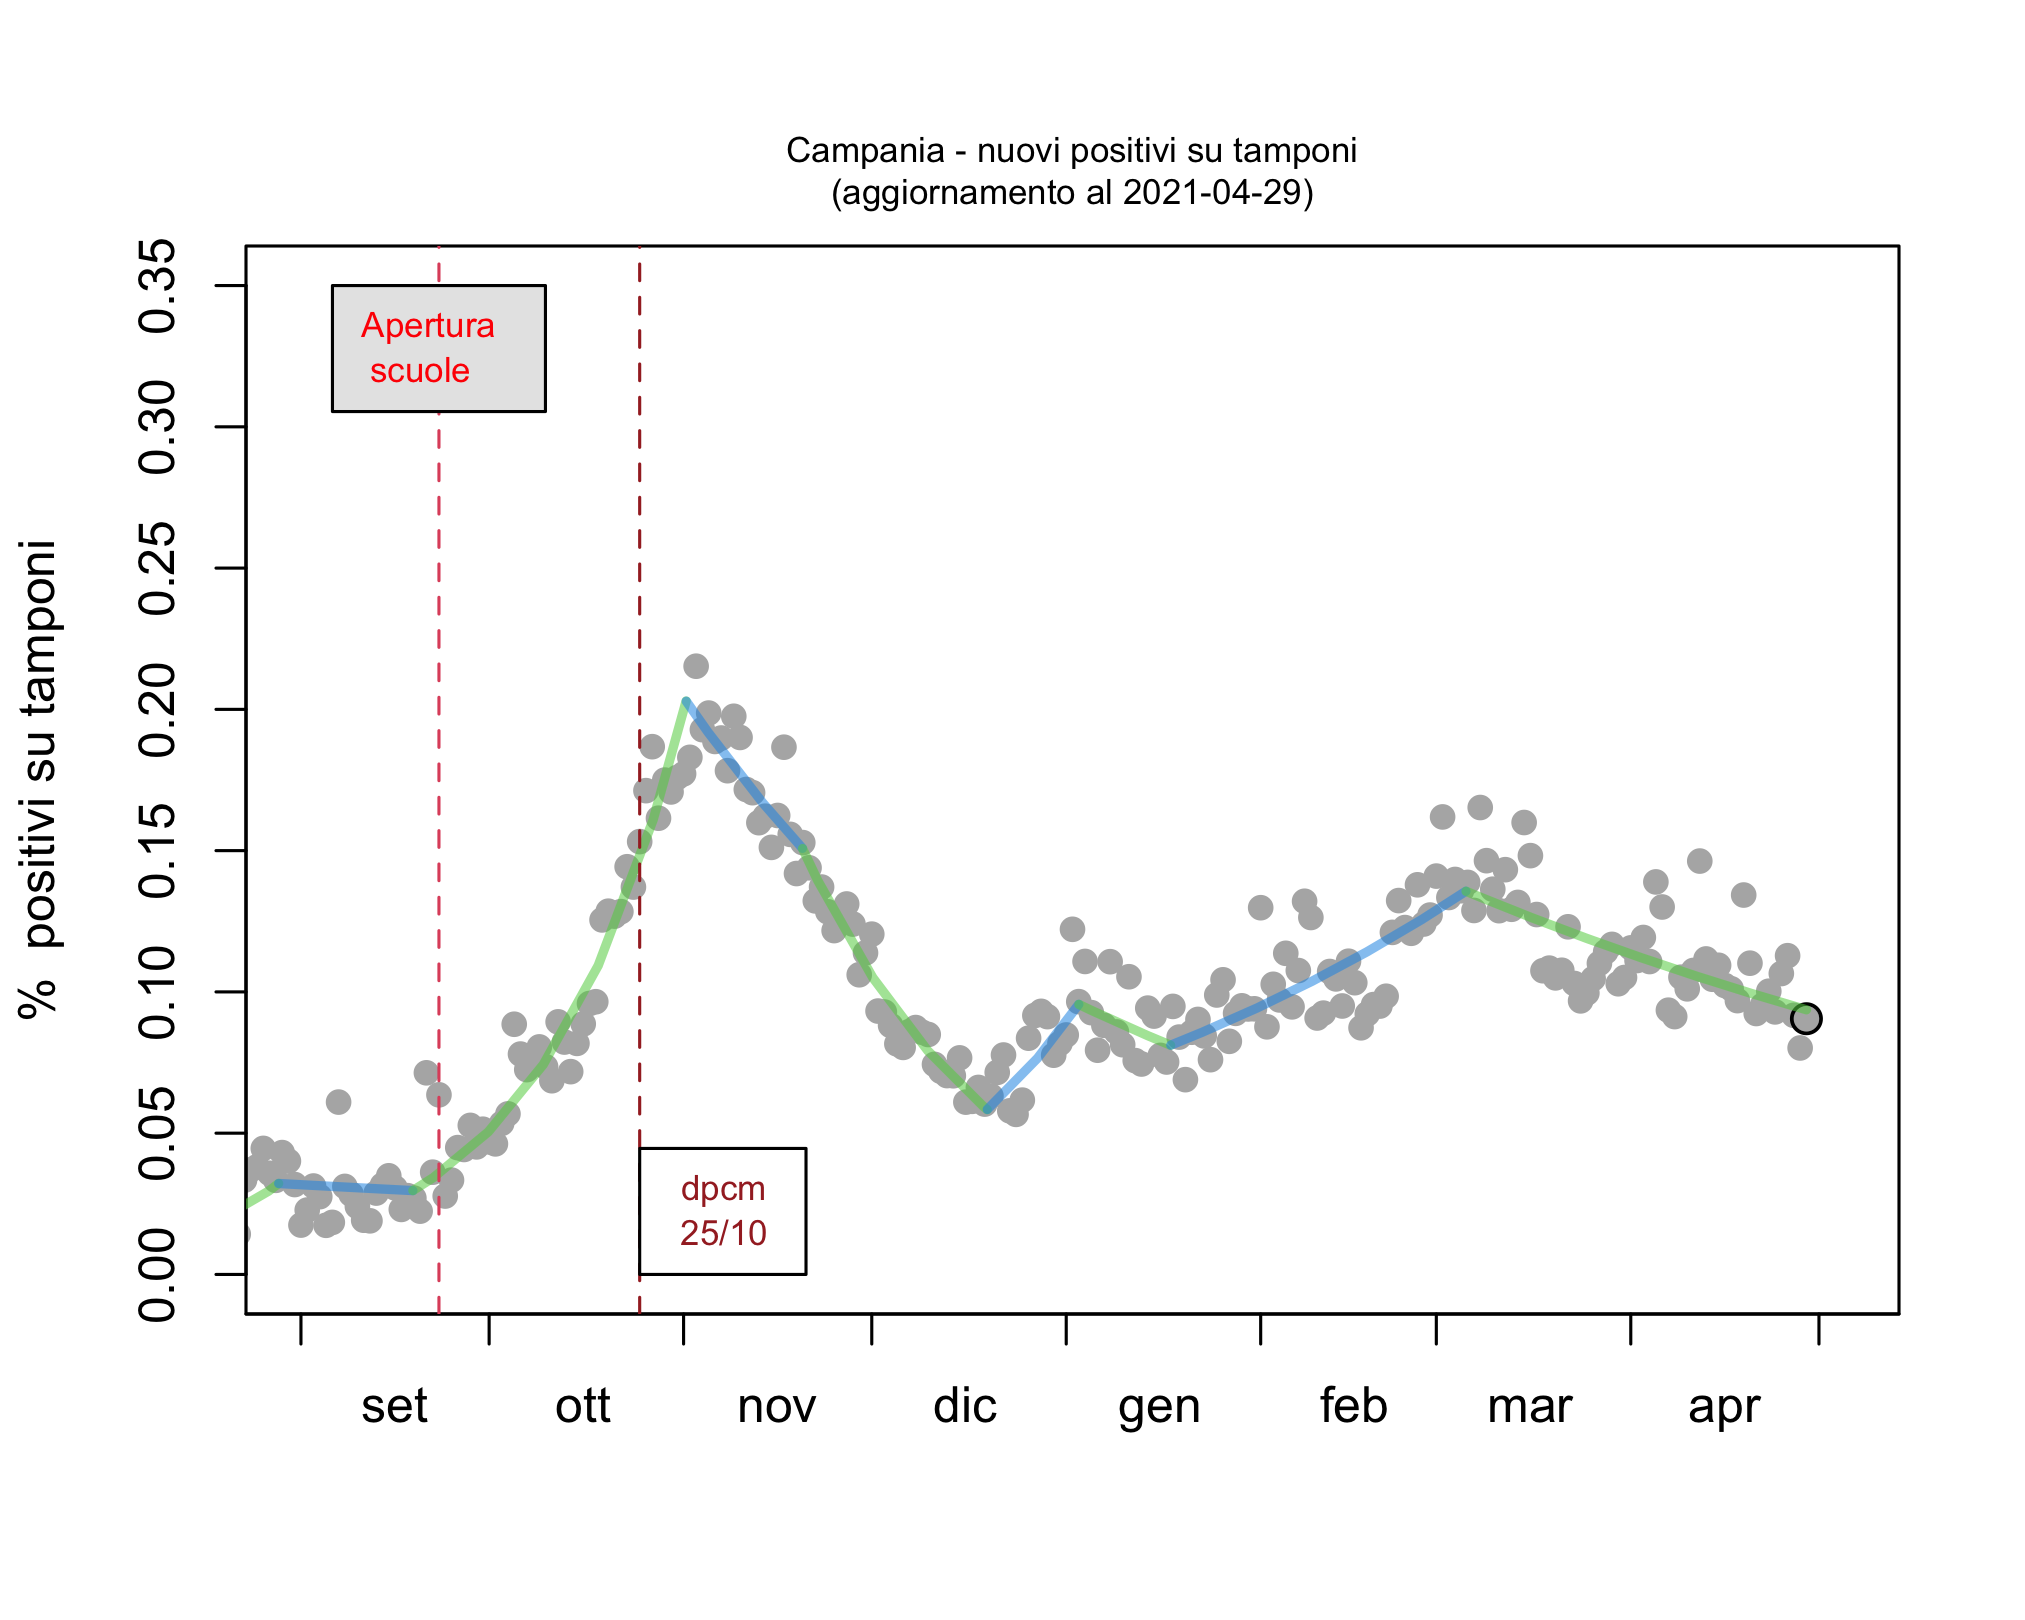 Campania - nuovi positivi su tamponi
(aggiornamento al 2021-04-29)
% positivi su tamponi
0.35
0.30
0.25
0.20
0.15
0.10
0.05
0.00
Apertura
scuole
dpcm
25/10
set ott nov dic gen feb mar apr